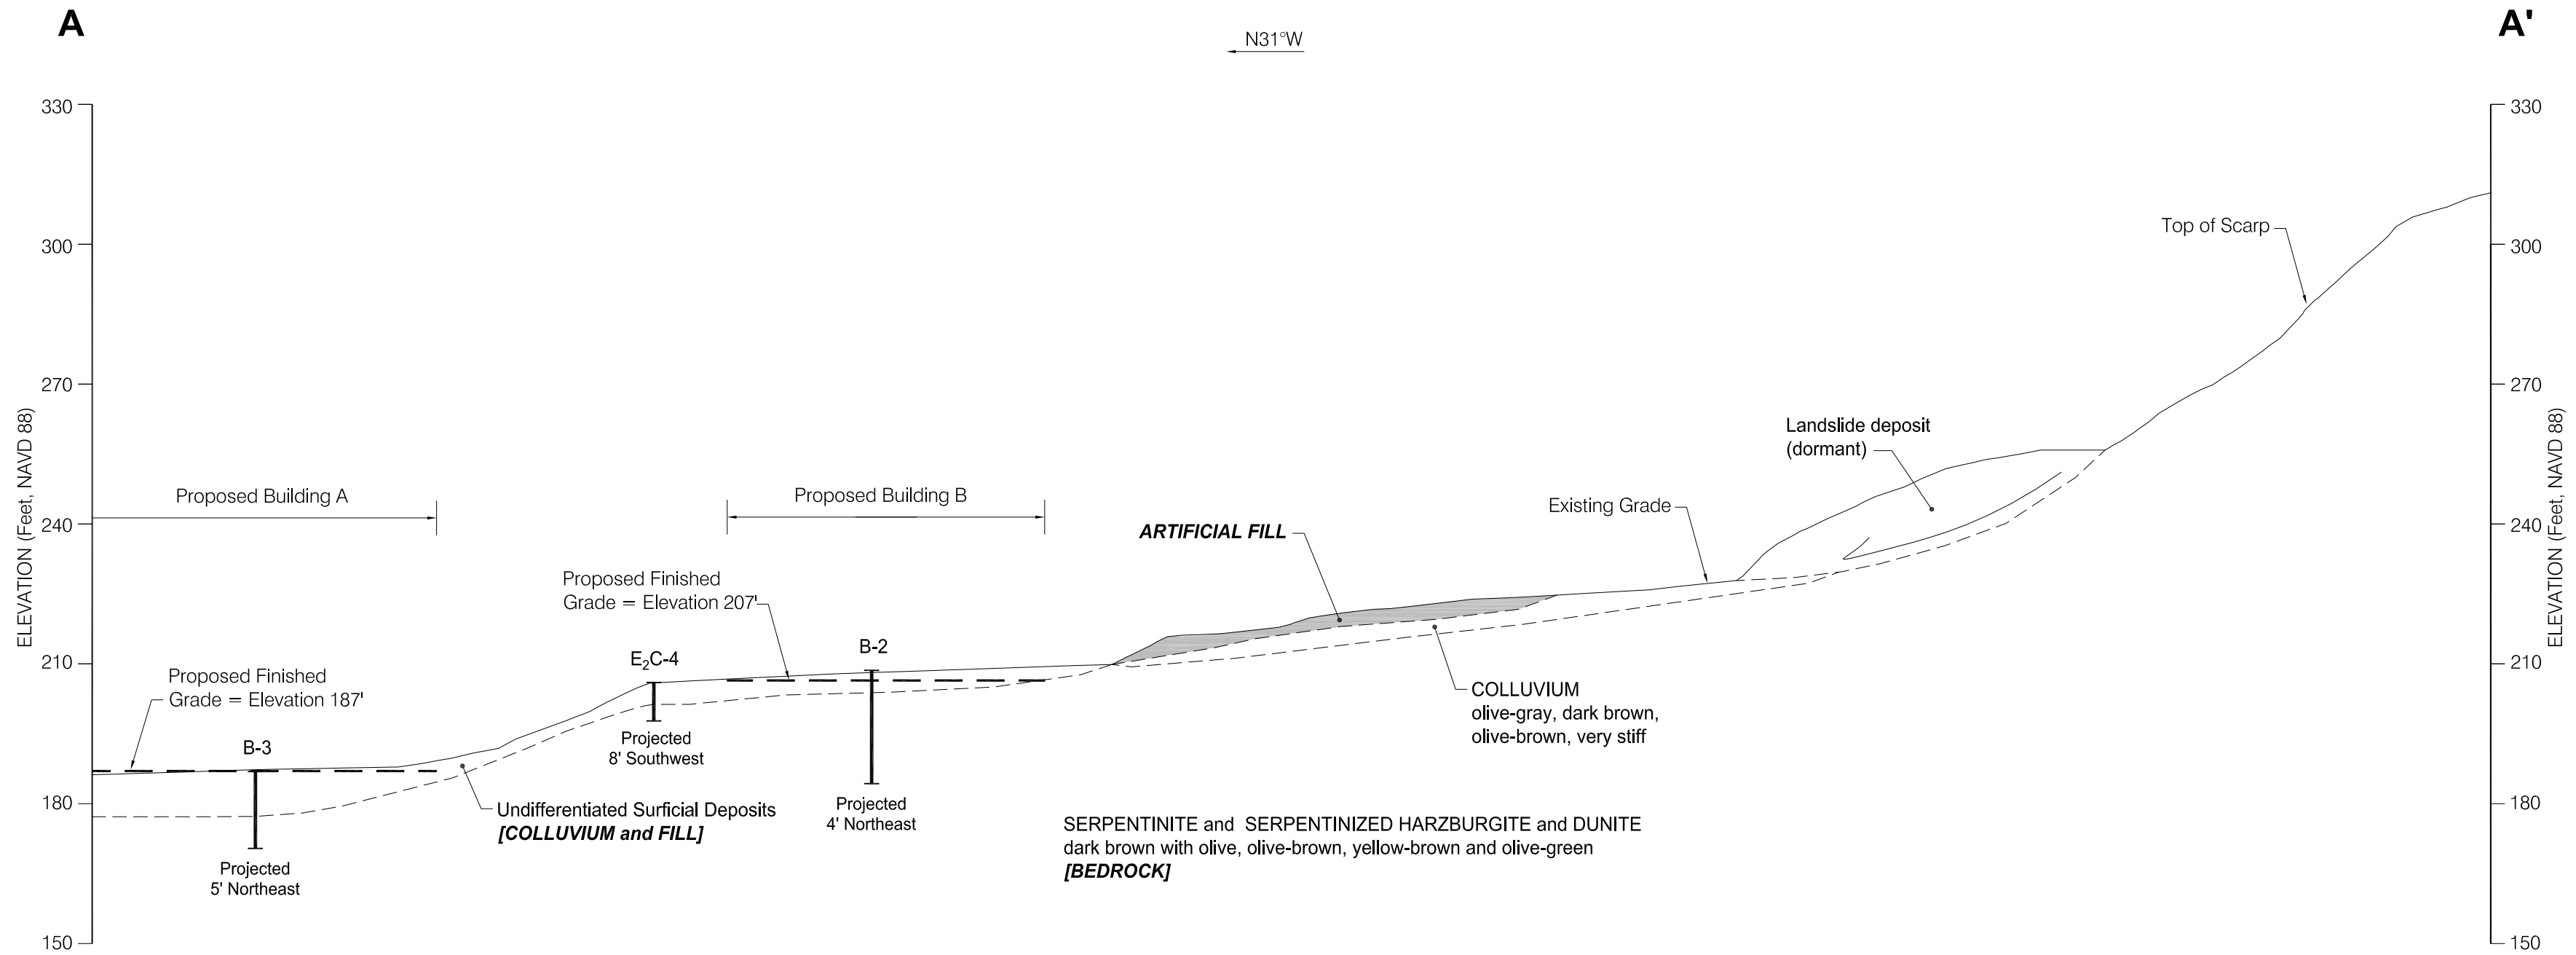 A
A'
N31°W
330
300
270
240
210
180
150
ELEVATION (Feet, NAVD 88)
Proposed Building A
Proposed Finished
Grade = Elevation 187'
B-3
Projected
5' Northeast
Undifferentiated Surficial Deposits
[COLLUVIUM and FILL]
Proposed Finished
Grade = Elevation 207'
E₂C-4
Projected
8' Southwest
Proposed Building B
B-2
Projected
4' Northeast
ARTIFICIAL FILL
COLLUVIUM
olive-gray, dark brown,
olive-brown, very stiff
SERPENTINITE and SERPENTINIZED HARZBURGITE and DUNITE
dark brown with olive, olive-brown, yellow-brown and olive-green
[BEDROCK]
Existing Grade
Landslide deposit
(dormant)
Top of Scarp
330
300
270
240
210
180
150
ELEVATION (Feet, NAVD 88)